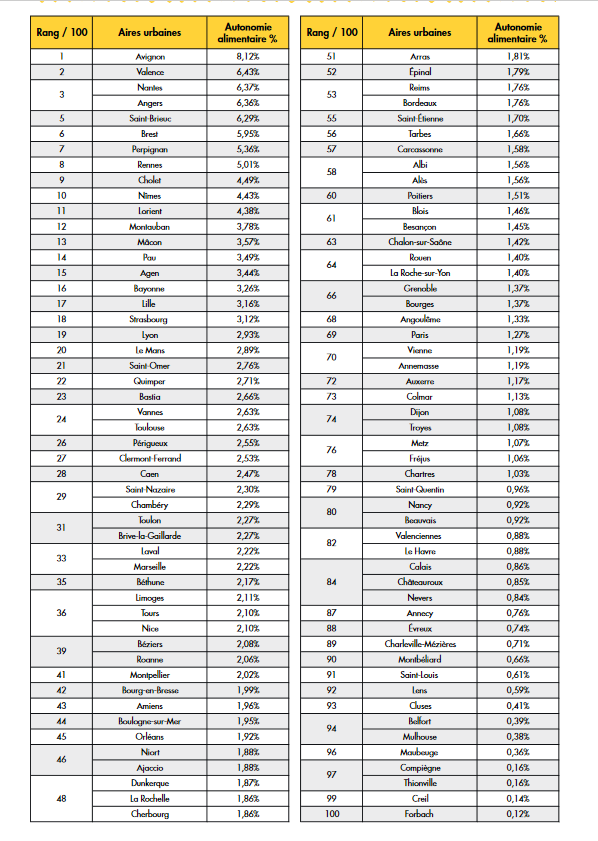 Rang / 100 Aires urbaines Autonomie alimentaire %
1 Avignon 8,12%
2 Valence 6,43%
3 Nantes 6,37%
Angers 6,36%
5 Saint-Brieuc 6,29%
6 Brest 5,95%
7 Perpignan 5,36%
8 Rennes 5,01%
9 Cholet 4,49%
10 Nîmes 4,43%
11 Lorient 4,38%
12 Montauban 3,78%
13 Mâcon 3,57%
14 Pau 3,49%
15 Agen 3,44%
16 Bayonne 3,26%
17 Lille 3,16%
18 Strasbourg 3,12%
19 Lyon 2,93%
20 Le Mans 2,89%
21 Saint-Omer 2,76%
22 Quimper 2,71%
23 Bastia 2,66%
24 Vannes 2,63%
Toulouse 2,63%
26 Périgueux 2,55%
27 Clermont-Ferrand 2,53%
28 Caen 2,47%
29 Saint-Nazaire 2,30%
Chambéry 2,29%
31 Toulon 2,27%
Brive-la-Gaillarde 2,27%
33 Laval 2,22%
Marseille 2,22%
35 Béthune 2,17%
36 Limoges 2,11%
Tours 2,10%
Nice 2,10%
39 Béziers 2,08%
Roanne 2,06%
41 Montpellier 2,02%
42 Bourg-en-Bresse 1,99%
43 Amiens 1,96%
44 Boulogne-sur-Mer 1,95%
45 Orléans 1,92%
46 Niort 1,88%
Ajaccio 1,88%
48 Dunkerque 1,87%
La Rochelle 1,86%
Cherbourg 1,86%
Rang / 100 Aires urbaines Autonomie alimentaire %
51 Arras 1,81%
52 Épinal 1,79%
53 Reims 1,76%
Bordeaux 1,76%
55 Saint-Étienne 1,70%
56 Tarbes 1,66%
57 Carcassonne 1,58%
58 Albi 1,56%
Alès 1,56%
60 Poitiers 1,51%
61 Blois 1,46%
Besançon 1,45%
63 Chalon-sur-Saône 1,42%
64 Rouen 1,40%
La Roche-sur-Yon 1,40%
66 Grenoble 1,37%
Bourges 1,37%
68 Angoulême 1,33%
69 Paris 1,27%
70 Vienne 1,19%
Annemasse 1,19%
72 Auxerre 1,17%
73 Colmar 1,13%
74 Dijon 1,08%
Troyes 1,08%
76 Metz 1,07%
Fréjus 1,06%
78 Chartres 1,03%
79 Saint-Quentin 0,96%
80 Nancy 0,92%
Beauvais 0,92%
82 Valenciennes 0,88%
Le Havre 0,88%
84 Calais 0,86%
Châteauroux 0,85%
Nevers 0,84%
87 Annecy 0,76%
88 Évreux 0,74%
89 Charleville-Mézières 0,71%
90 Montbéliard 0,66%
91 Saint-Louis 0,61%
92 Lens 0,59%
93 Cluses 0,41%
94 Belfort 0,39%
Mulhouse 0,38%
96 Maubeuge 0,36%
97 Compiègne 0,16%
Thionville 0,16%
99 Creil 0,14%
100 Forbach 0,12%